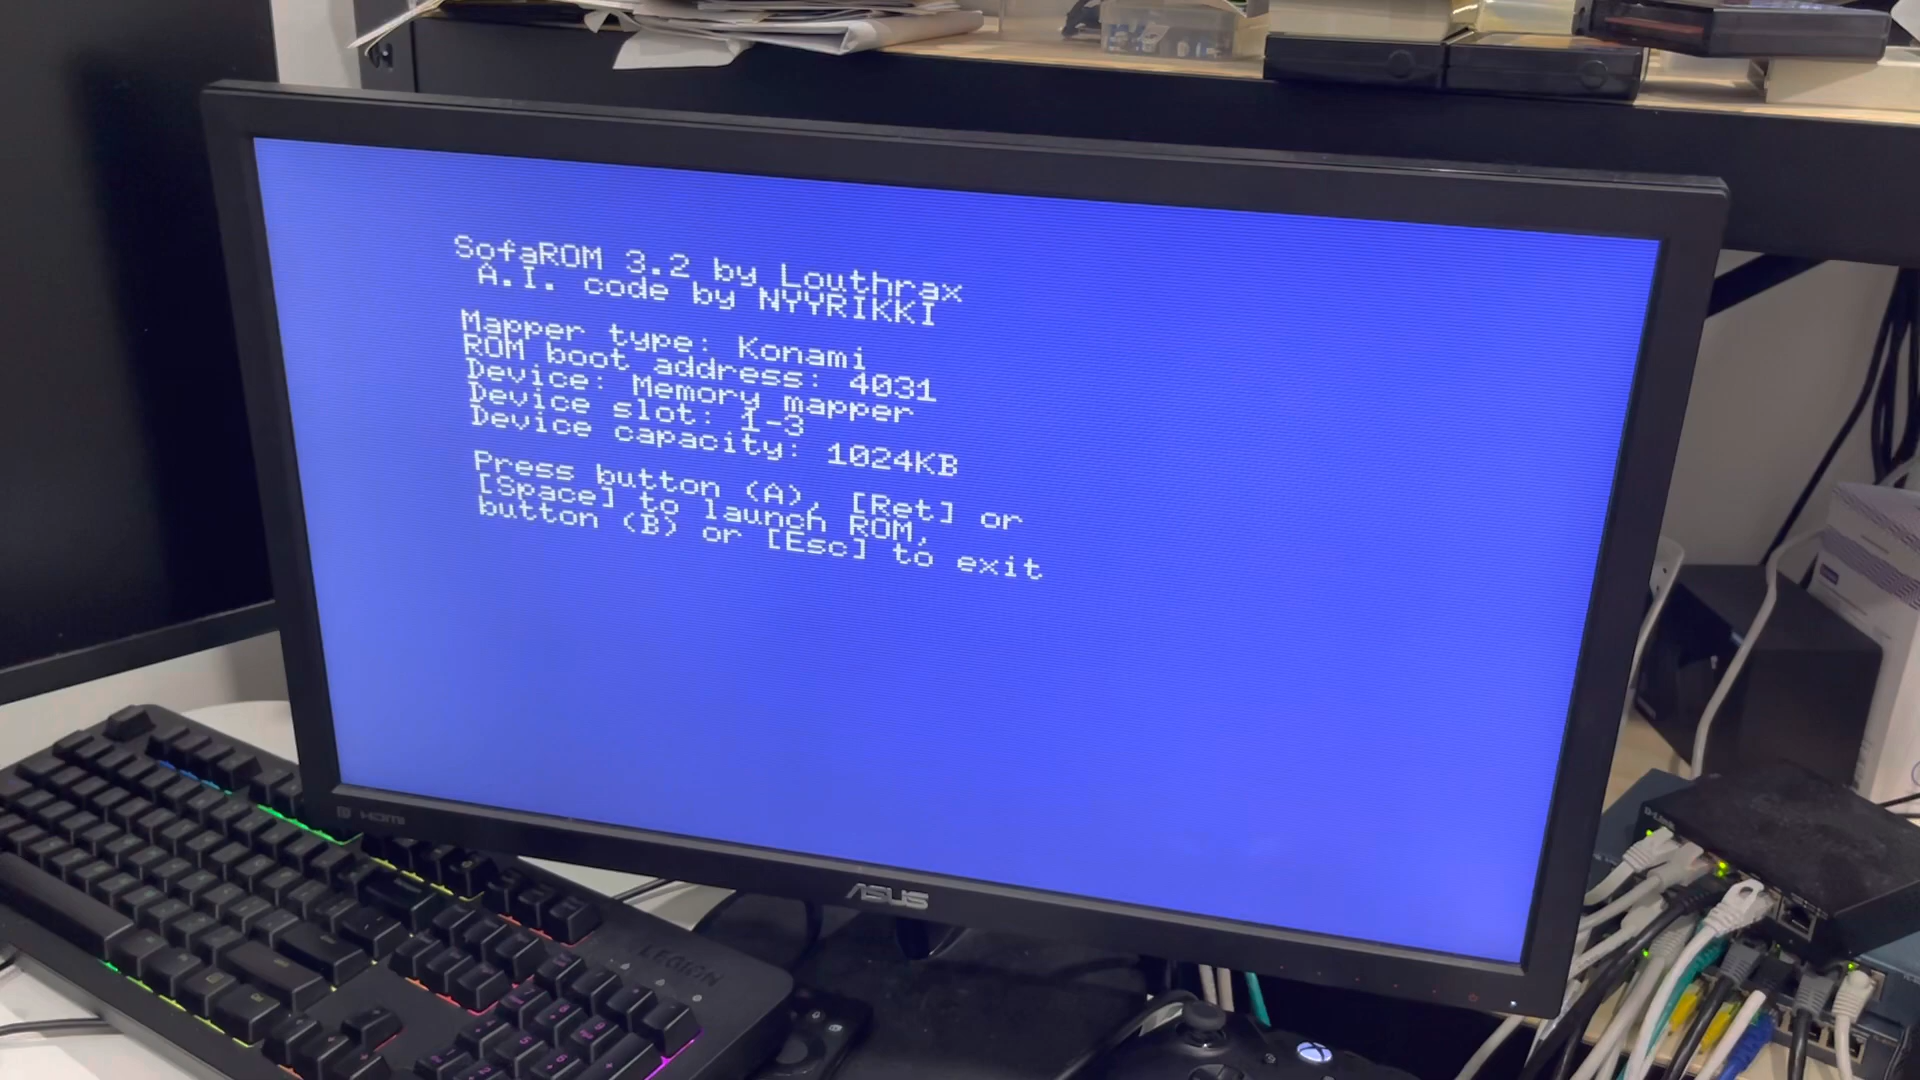 SofaROM 3.2 by Louthrax
A.I. code by NYYRIKKI
Mapper type: Konami
ROM boot address: 4031
Device: Memory mapper
Device slot: 1-3
Device capacity: 1024KB
Press button (A), [Ret] or
[Space] to launch ROM,
button (B) or [Esc] to exit
HDMI
ASUS
LEGION
D-Link